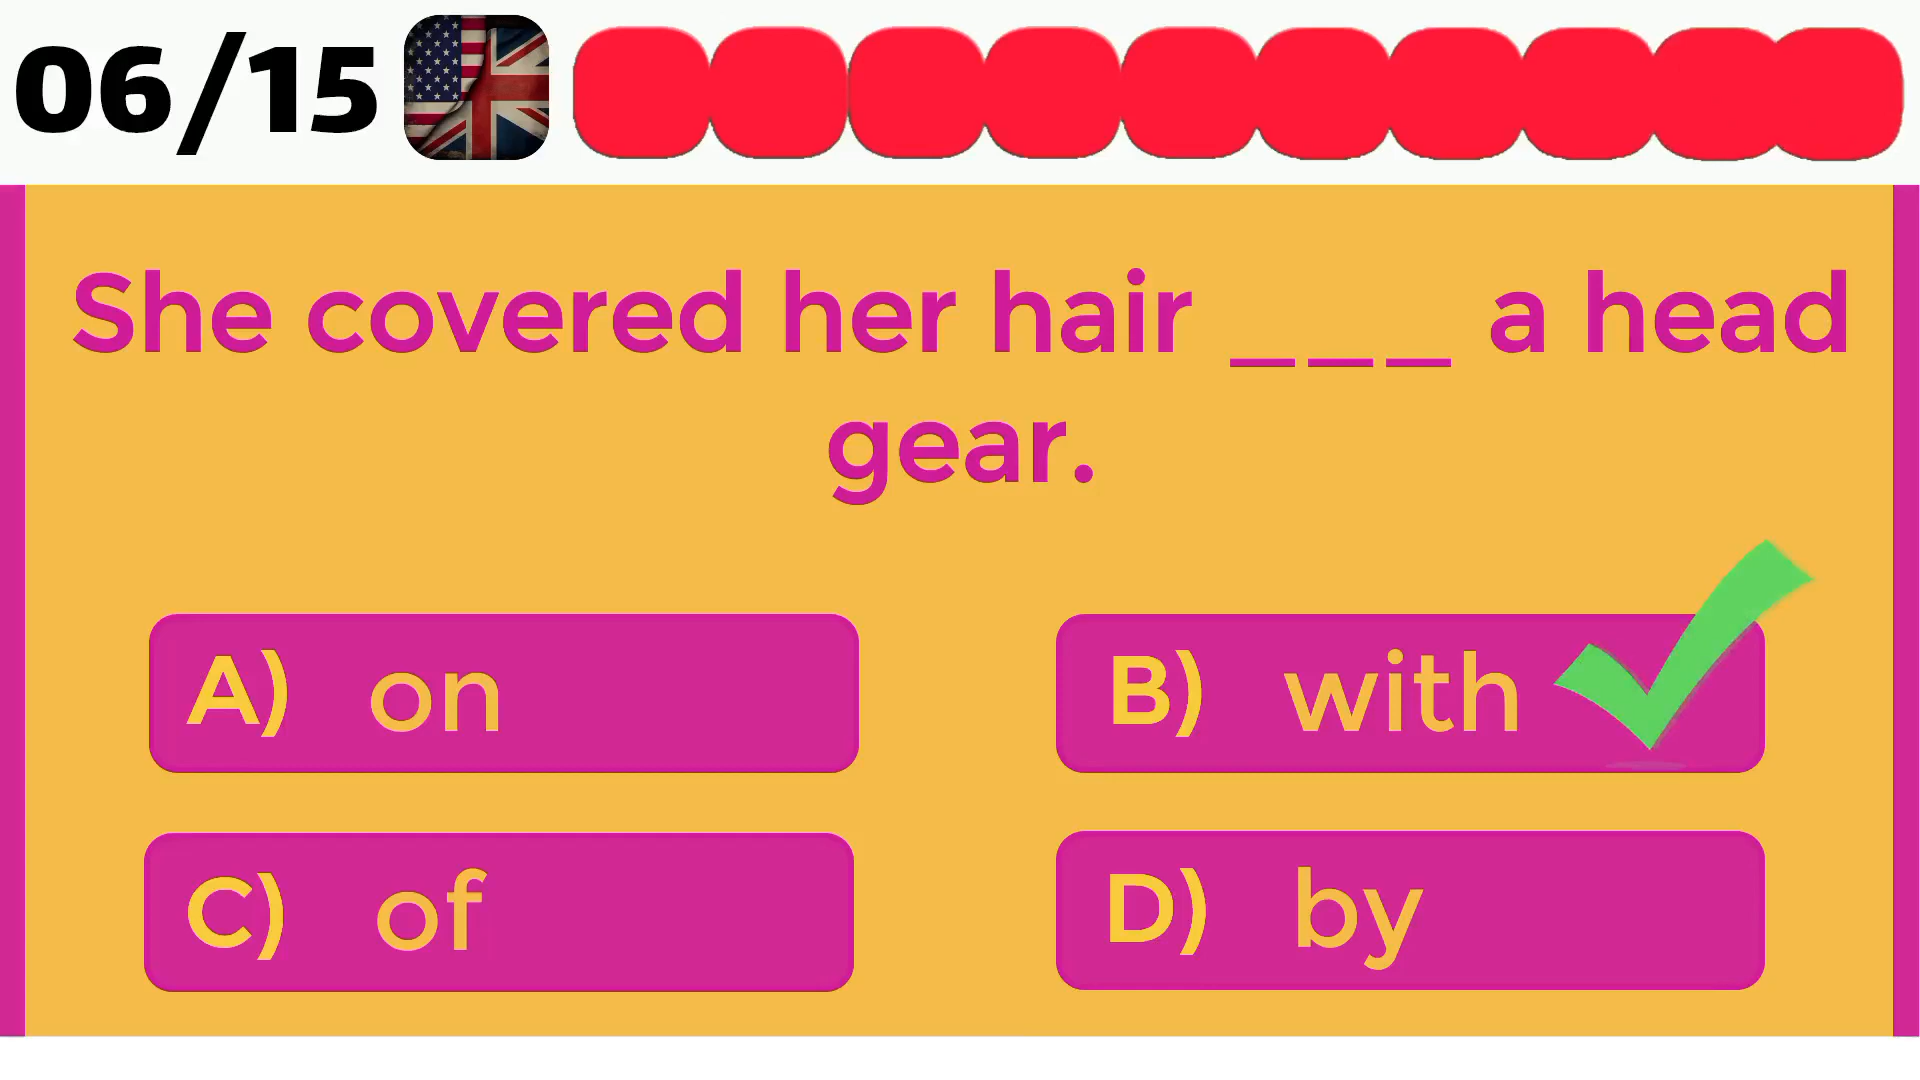 06/15
She covered her hair ___ a head
gear.
A) on
B) with
C) of
D) by